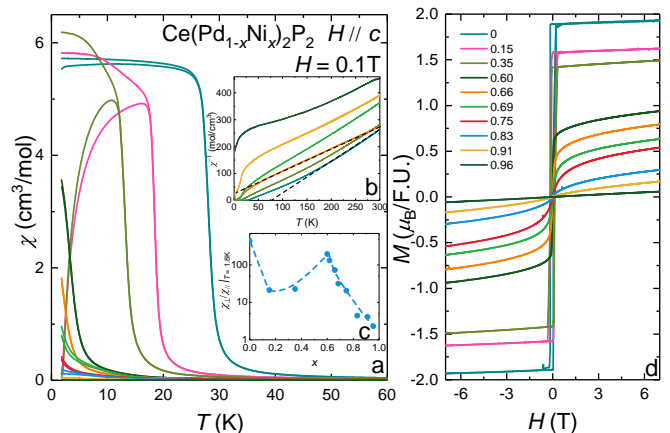 Ce(Pd1-xNix)2P2 H // c
H = 0.1T
χ (cm3/mol)
6
4
2
0
0 10 20 30 40 50 60
T (K)
a
χ-1 (mol/cm3)
400
300
200
100
0
0 50 100 150 200 250 300
T (K)
b
χ⊥/χ// |T = 1.8K
100
10
1
0.0 0.2 0.4 0.6 0.8 1.0
x
c
M (μB/F.U.)
2.0
1.5
1.0
0.5
0.0
-0.5
-1.0
-1.5
-2.0
0
0.15
0.35
0.60
0.66
0.69
0.75
0.83
0.91
0.96
-6 -3 0 3 6
H (T)
d